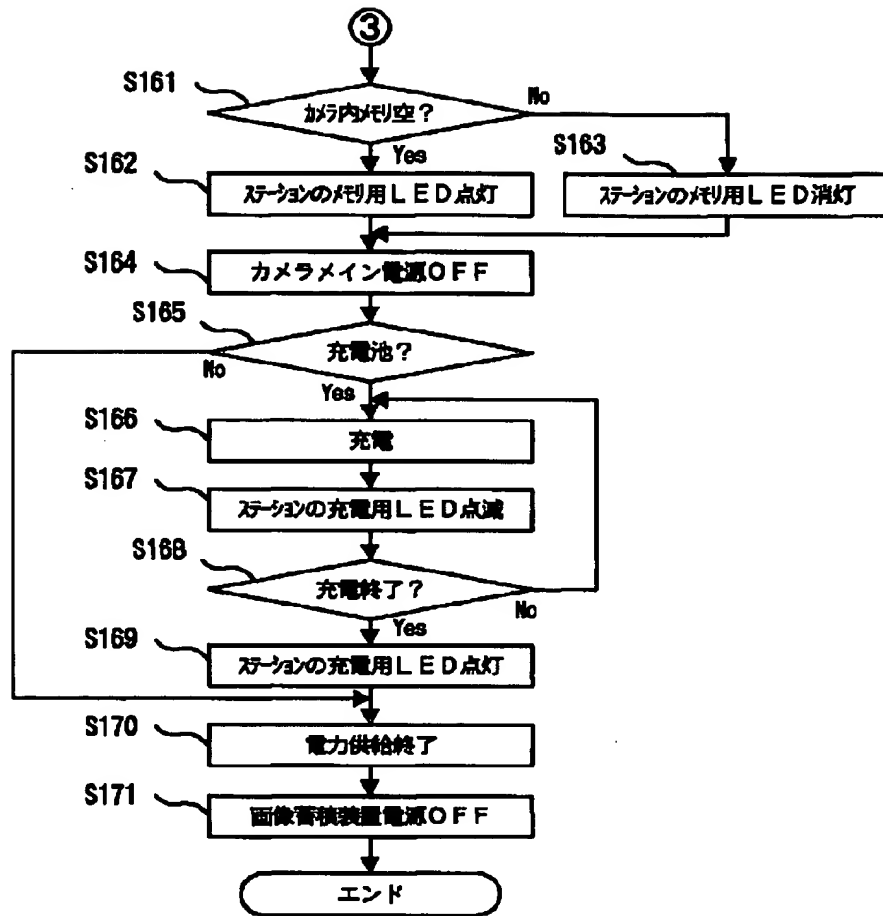 ③
S161
カメラ内メモリ空?
No
Yes
S162
ステーションのメモリ用LED点灯
S163
ステーションのメモリ用LED消灯
S164
カメラメイン電源OFF
S165
充電池?
No
Yes
S166
充電
S167
ステーションの充電用LED点滅
S168
充電終了?
No
Yes
S169
ステーションの充電用LED点灯
S170
電力供給終了
S171
画像蓄積装置電源OFF
エンド